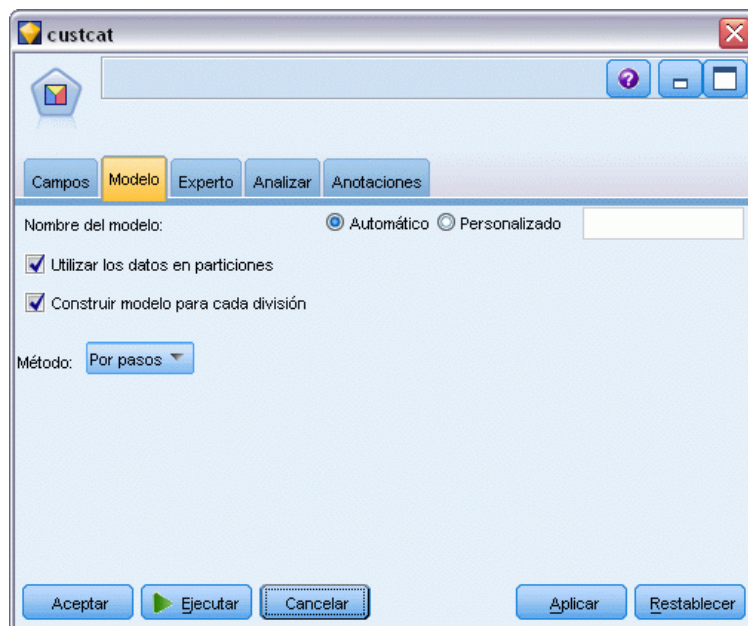 custcat
Campos Modelo Experto Analizar Anotaciones
Nombre del modelo: Automático Personalizado
Utilizar los datos en particiones
Construir modelo para cada división
Método: Por pasos
Aceptar Ejecutar Cancelar Aplicar Restablecer